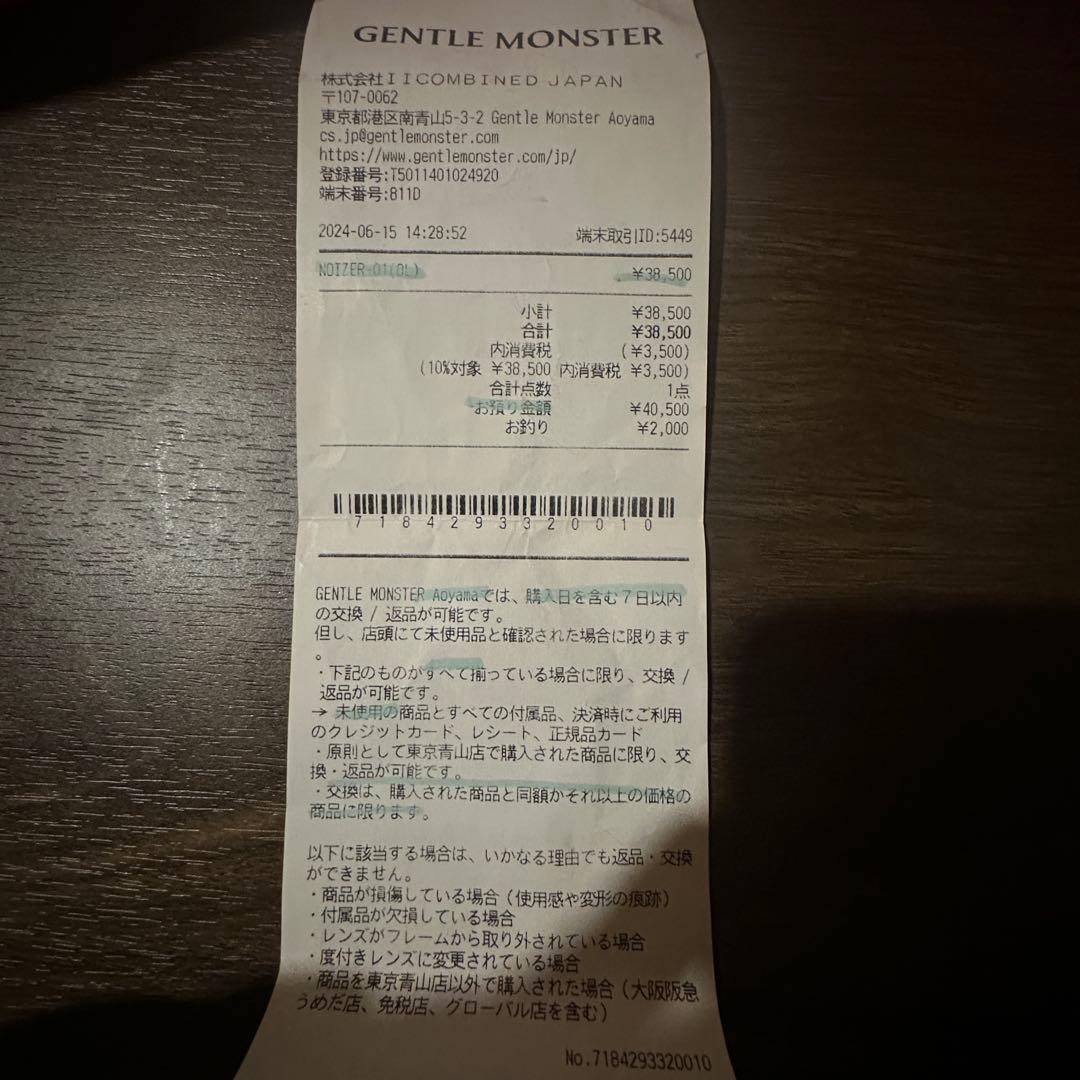 GENTLE MONSTER
株式会社IICOMBINED JAPAN
〒107-0062
東京都港区南青山5-3-2 Gentle Monster Aoyama
cs.jp@gentlemonster.com
https://www.gentlemonster.com/jp/
登録番号:T5011401024920
端末番号:811D
2024-06-15 14:28:52 端末取引ID:5449
NOIZER-01(OL) ¥38,500
小計 ¥38,500
合計 ¥38,500
内消費税 (¥3,500)
(10%対象 ¥38,500 内消費税 ¥3,500)
合計点数 1点
お預り金額 ¥40,500
お釣り ¥2,000
7184293320010
GENTLE MONSTER Aoyamaでは、購入日を含む7日以内
の交換 / 返品が可能です。
但し、店頭にて未使用品と確認された場合に限ります
。
・下記のものがすべて揃っている場合に限り、交換 /
返品が可能です。
→ 未使用の商品とすべての付属品、決済時にご利用
のクレジットカード、レシート、正規品カード
・原則として東京青山店で購入された商品に限り、交
換・返品が可能です。
・交換は、購入された商品と同額かそれ以上の価格の
商品に限ります。
以下に該当する場合は、いかなる理由でも返品・交換
ができません。
・商品が損傷している場合（使用感や変形の痕跡）
・付属品が欠損している場合
・レンズがフレームから取り外されている場合
・度付きレンズに変更されている場合
・商品を東京青山店以外で購入された場合（大阪阪急
うめだ店、免税店、グローバル店を含む）
No.7184293320010